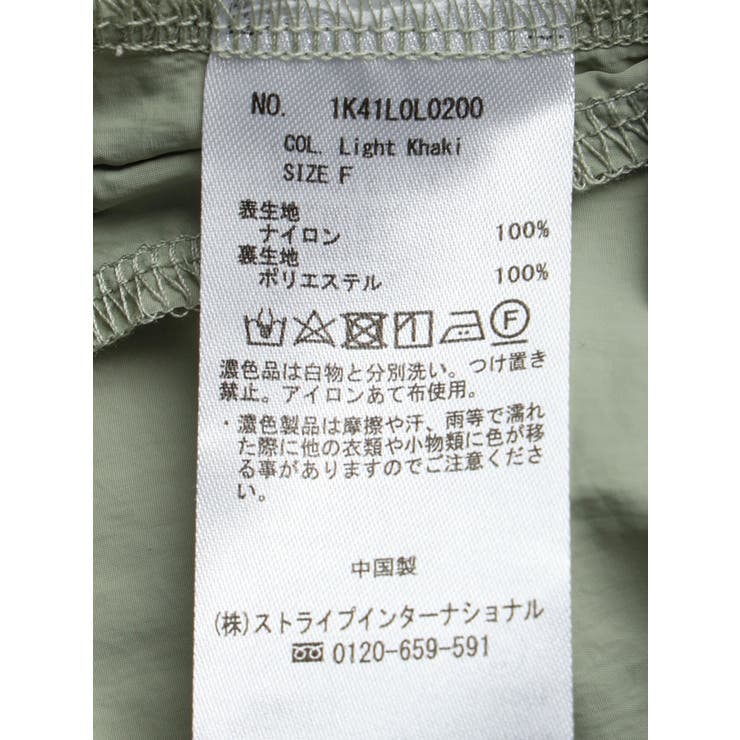 NO. 1K41L0L0200
COL. Light Khaki
SIZE F
表生地
ナイロン 100%
裏生地
ポリエステル 100%
F
濃色品は白物と分別洗い。つけ置き
禁止。アイロンあて布使用。
・濃色製品は摩擦や汗、雨等で濡れ
た際に他の衣類や小物類に色が移
る事がありますのでご注意くださ
い。
中国製
(株)ストライプインターナショナル
0120-659-591